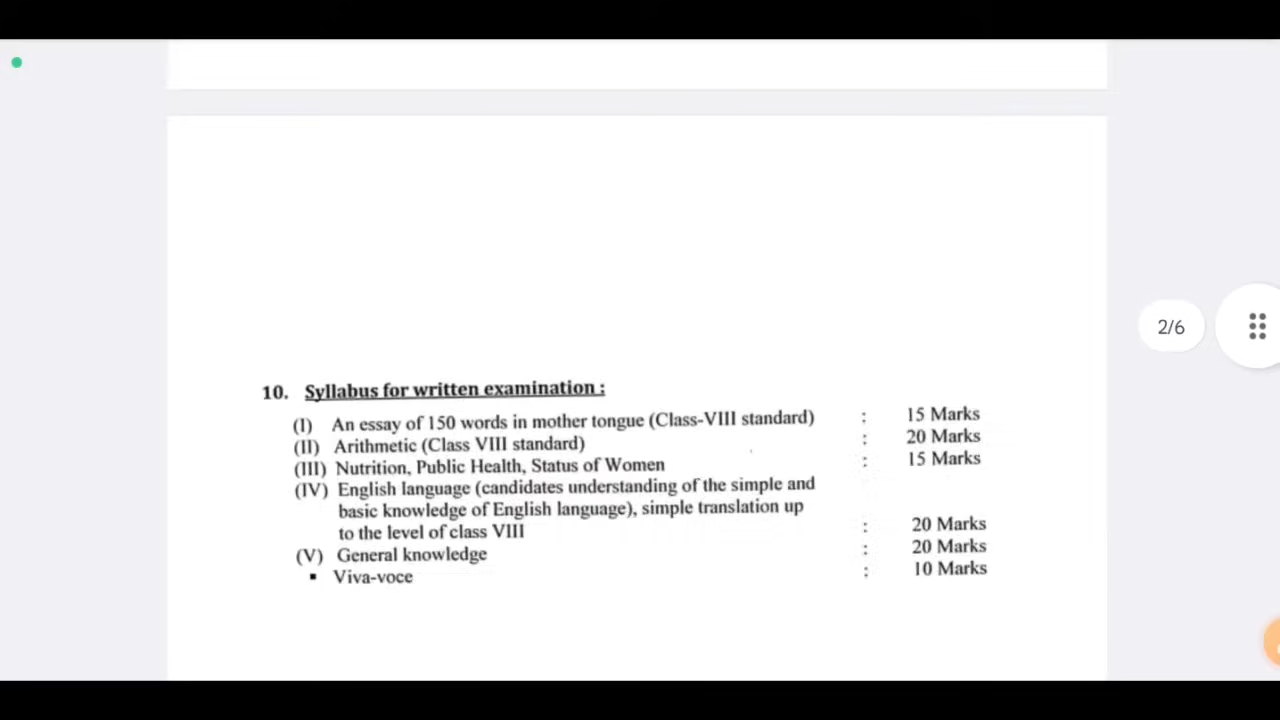 2/6
10. Syllabus for written examination :
(I) An essay of 150 words in mother tongue (Class-VIII standard) : 15 Marks
(II) Arithmetic (Class VIII standard) : 20 Marks
(III) Nutrition, Public Health, Status of Women : 15 Marks
(IV) English language (candidates understanding of the simple and
basic knowledge of English language), simple translation up
to the level of class VIII : 20 Marks
(V) General knowledge : 20 Marks
▪ Viva-voce : 10 Marks